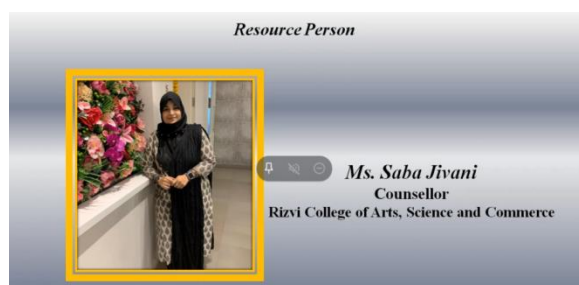 Resource Person
Ms. Saba Jivani
Counsellor
Rizvi College of Arts, Science and Commerce